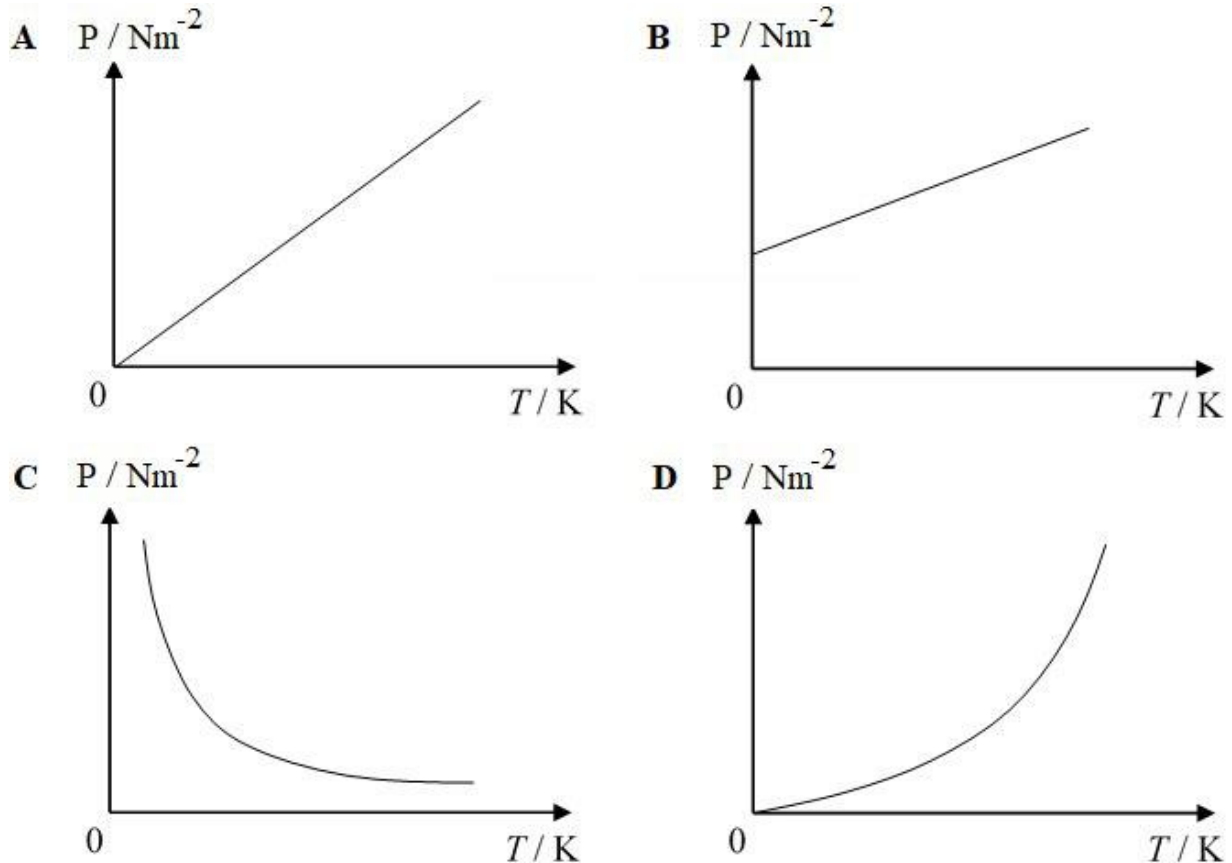 A P / Nm⁻²
0
T / K
B P / Nm⁻²
0
T / K
C P / Nm⁻²
0
T / K
D P / Nm⁻²
0
T / K